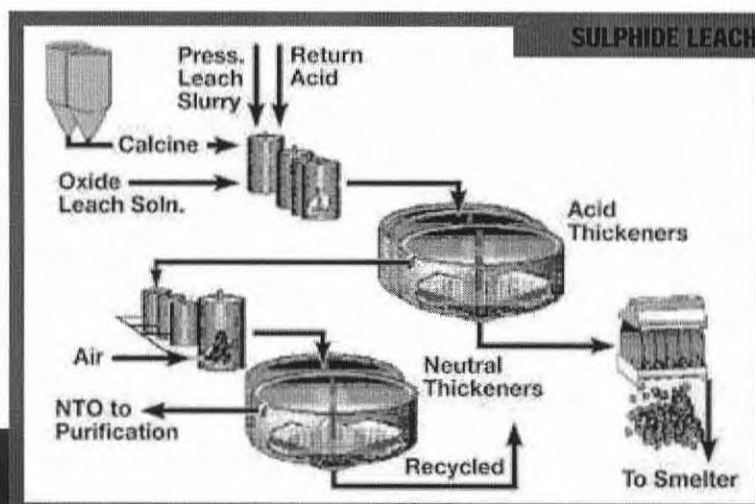 SULPHIDE LEACH
Press.
Leach
Slurry
Return
Acid
Calcine
Oxide
Leach Soln.
Acid
Thickeners
Air
Neutral
Thickeners
NTO to
Purification
Recycled
To Smelter